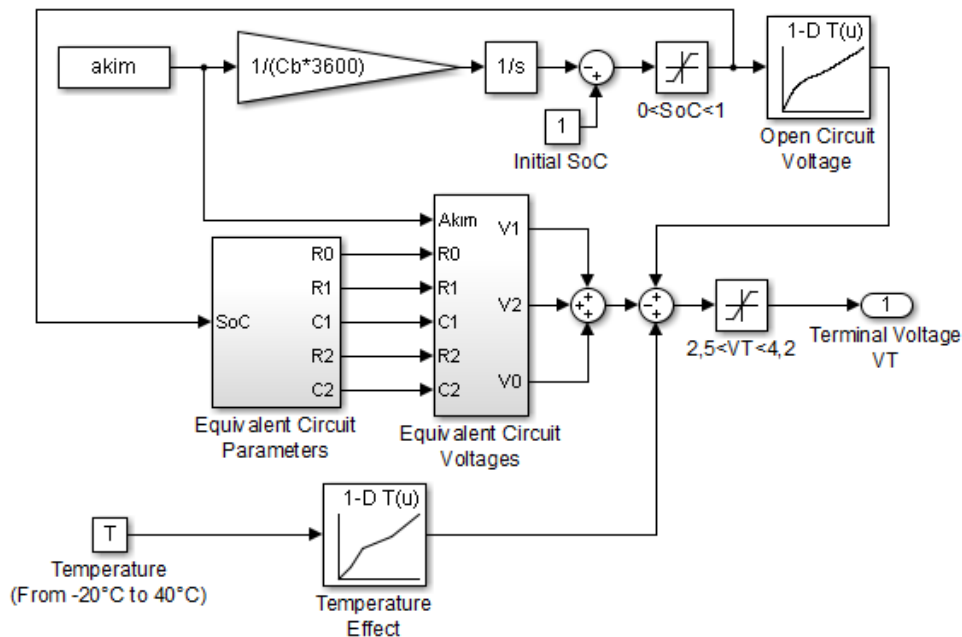 1-D T(u)
akim
1/(Cb*3600)
1/s
-
+
0<SoC<1
1
Initial SoC
Open Circuit
Voltage
Akım
V1
R0
R0
R1
R1
SoC
C1
C1
V2
R2
R2
C2
C2
V0
+
+
+
+
-
+
2,5<VT<4,2
1
Terminal Voltage
VT
Equivalent Circuit
Parameters
Equivalent Circuit
Voltages
1-D T(u)
T
Temperature
(From -20°C to 40°C)
Temperature
Effect